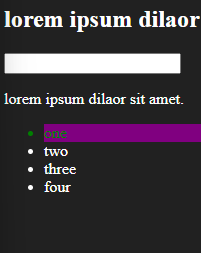 lorem ipsum dilaor
lorem ipsum dilaor sit amet.
one
two
three
four